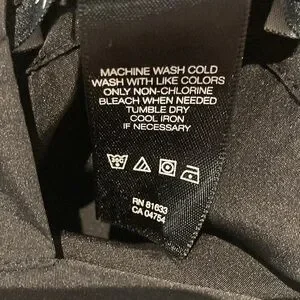 MACHINE WASH COLD
WASH WITH LIKE COLORS
ONLY NON-CHLORINE
BLEACH WHEN NEEDED
TUMBLE DRY
COOL IRON
IF NECESSARY
RN 81633
CA 04754